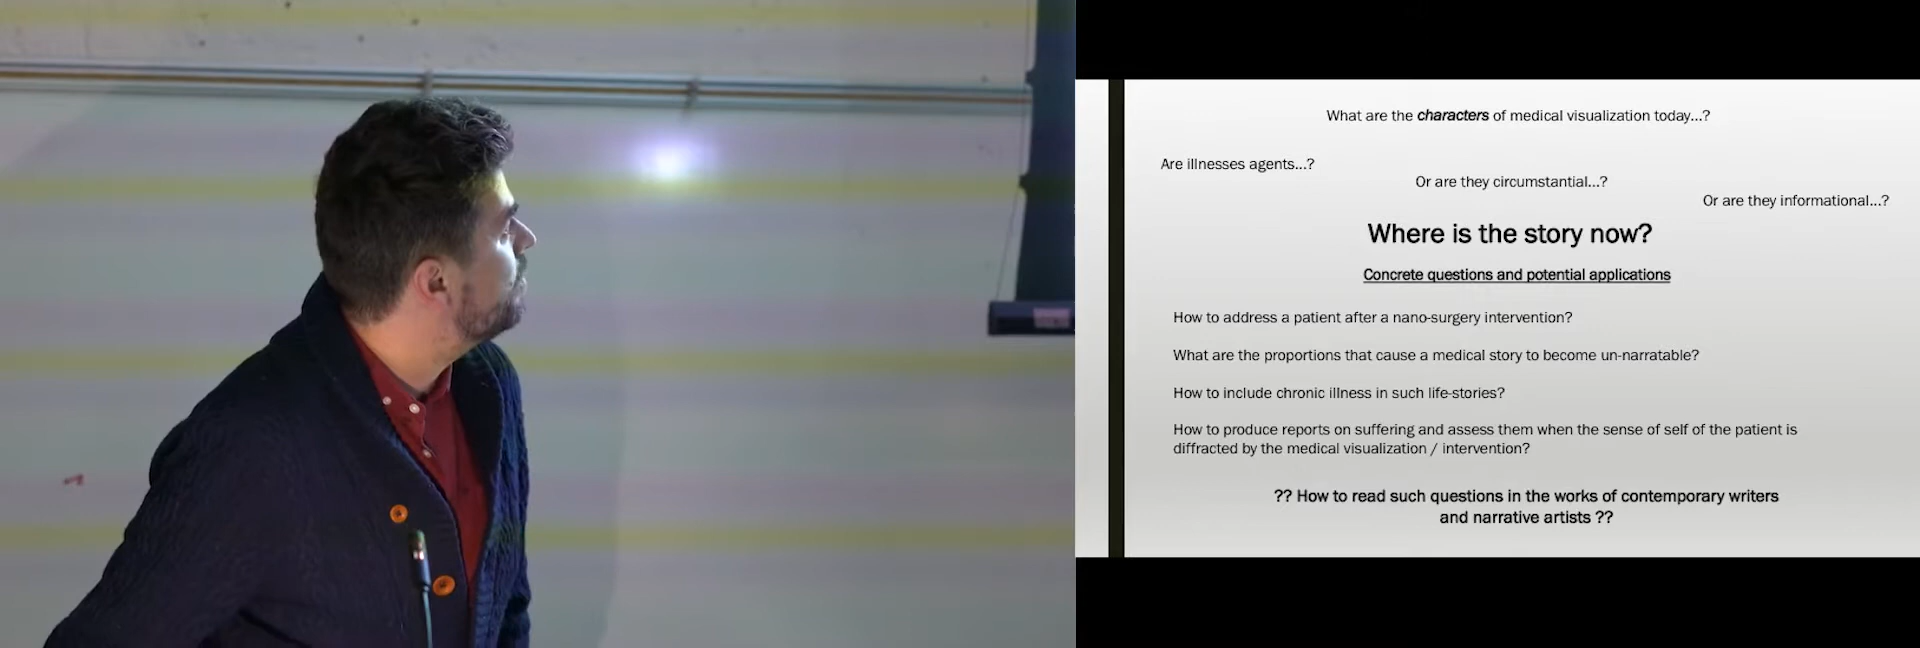 What are the characters of medical visualization today...?
Are illnesses agents...?
Or are they circumstantial...?
Or are they informational...?
Where is the story now?
Concrete questions and potential applications
How to address a patient after a nano-surgery intervention?
What are the proportions that cause a medical story to become un-narratable?
How to include chronic illness in such life-stories?
How to produce reports on suffering and assess them when the sense of self of the patient is
diffracted by the medical visualization / intervention?
?? How to read such questions in the works of contemporary writers
and narrative artists ??